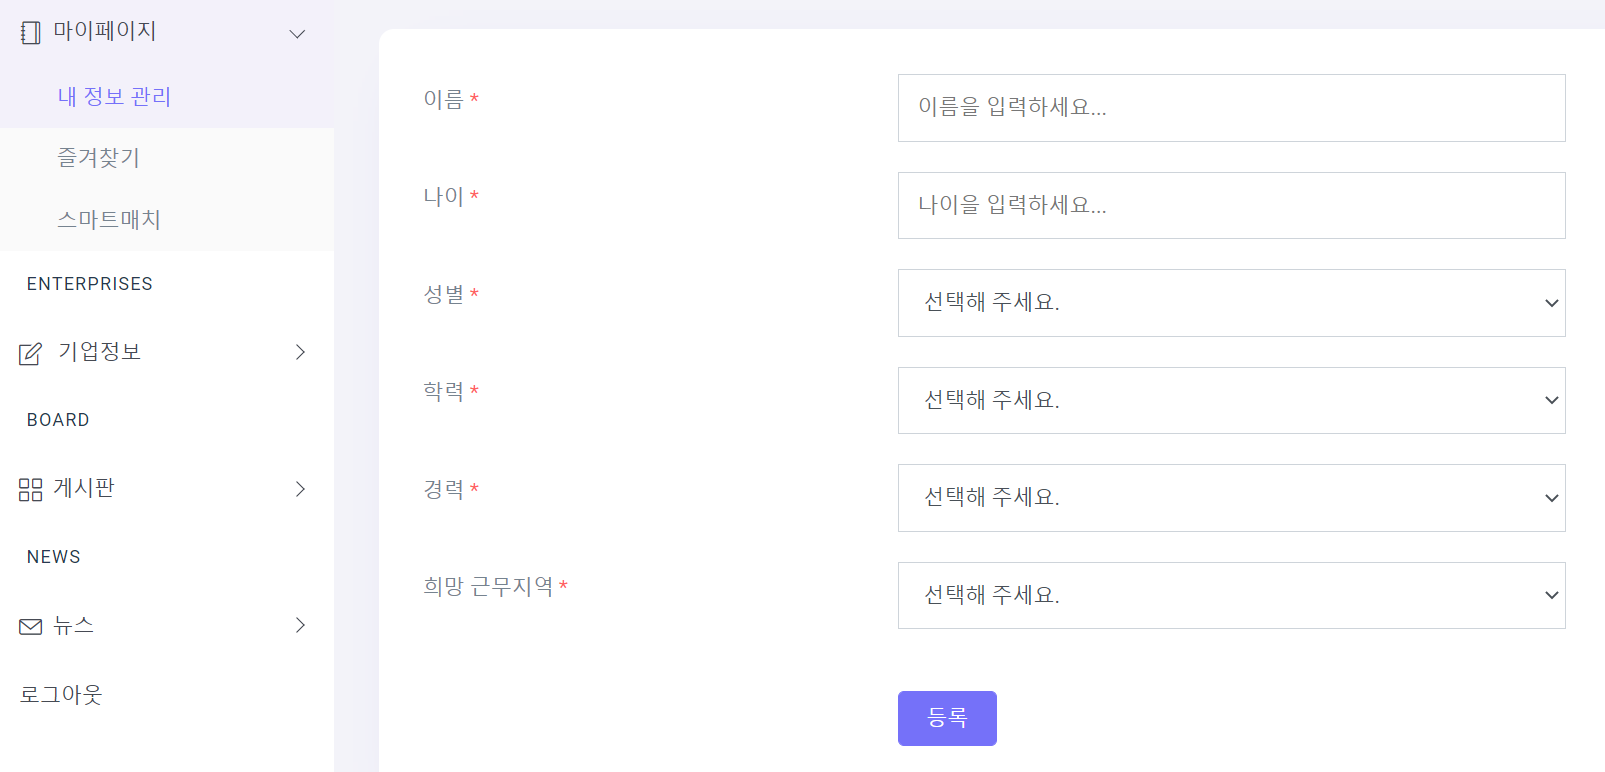 마이페이지
내 정보 관리
즐겨찾기
스마트매치
ENTERPRISES
기업정보
BOARD
게시판
NEWS
뉴스
로그아웃
이름 *
이름을 입력하세요...
나이 *
나이을 입력하세요...
성별 *
선택해 주세요.
학력 *
선택해 주세요.
경력 *
선택해 주세요.
희망 근무지역 *
선택해 주세요.
등록